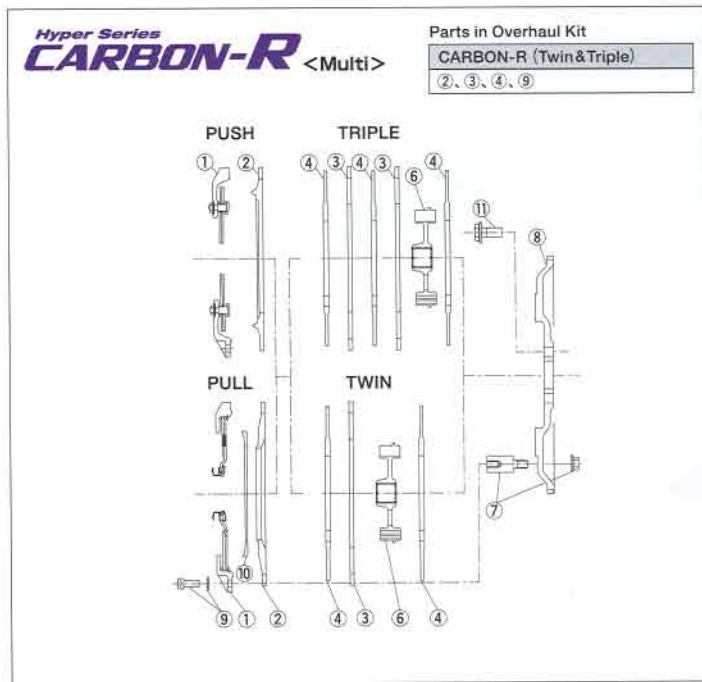 Hyper Series
CARBON-R <Multi>
Parts in Overhaul Kit
CARBON-R (Twin&Triple)
②、③、④、⑨
PUSH TRIPLE
① ② ④ ③ ④ ③ ⑥ ④
⑪ ⑧
PULL TWIN
⑦
⑩
⑨ ① ② ④ ③ ⑥ ④